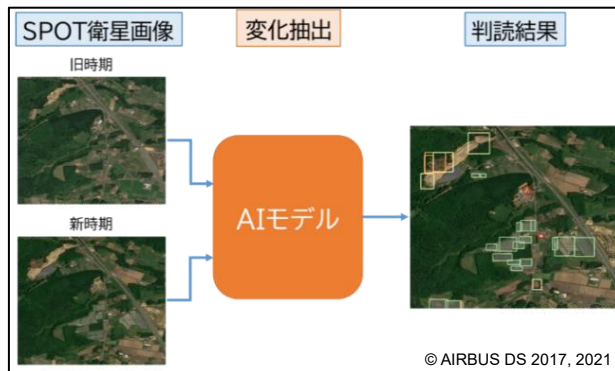 SPOT衛星画像
変化抽出
判読結果
旧時期
新時期
AIモデル
© AIRBUS DS 2017, 2021